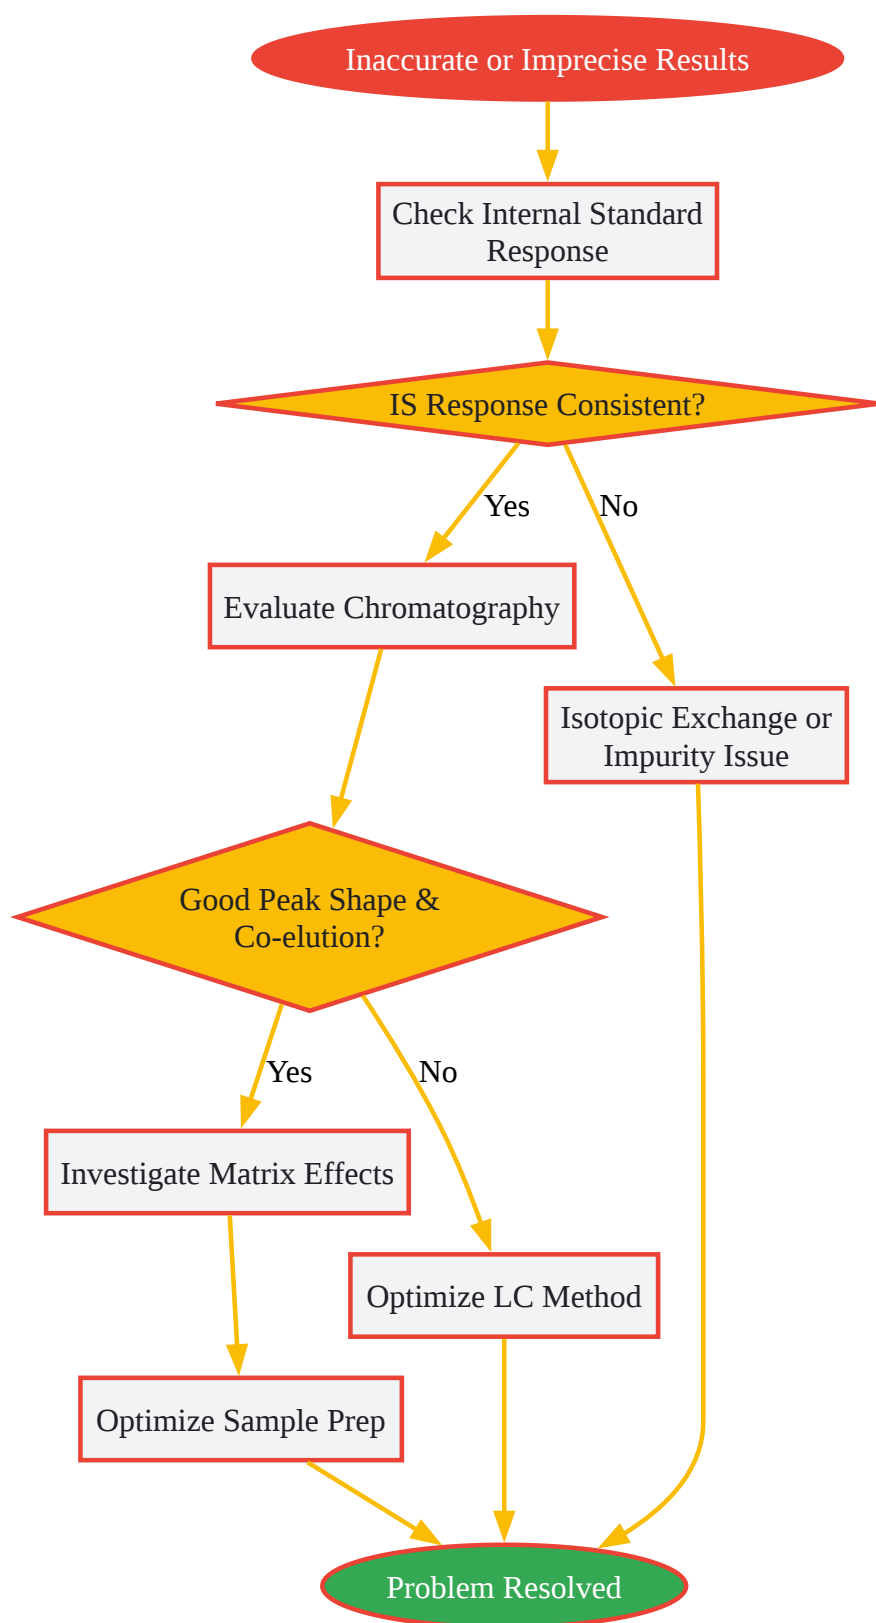 Inaccurate or Imprecise Results
Check Internal Standard
Response
IS Response Consistent?
Yes
No
Evaluate Chromatography
Isotopic Exchange or
Impurity Issue
Good Peak Shape &
Co-elution?
Yes
No
Investigate Matrix Effects
Optimize LC Method
Optimize Sample Prep
Problem Resolved